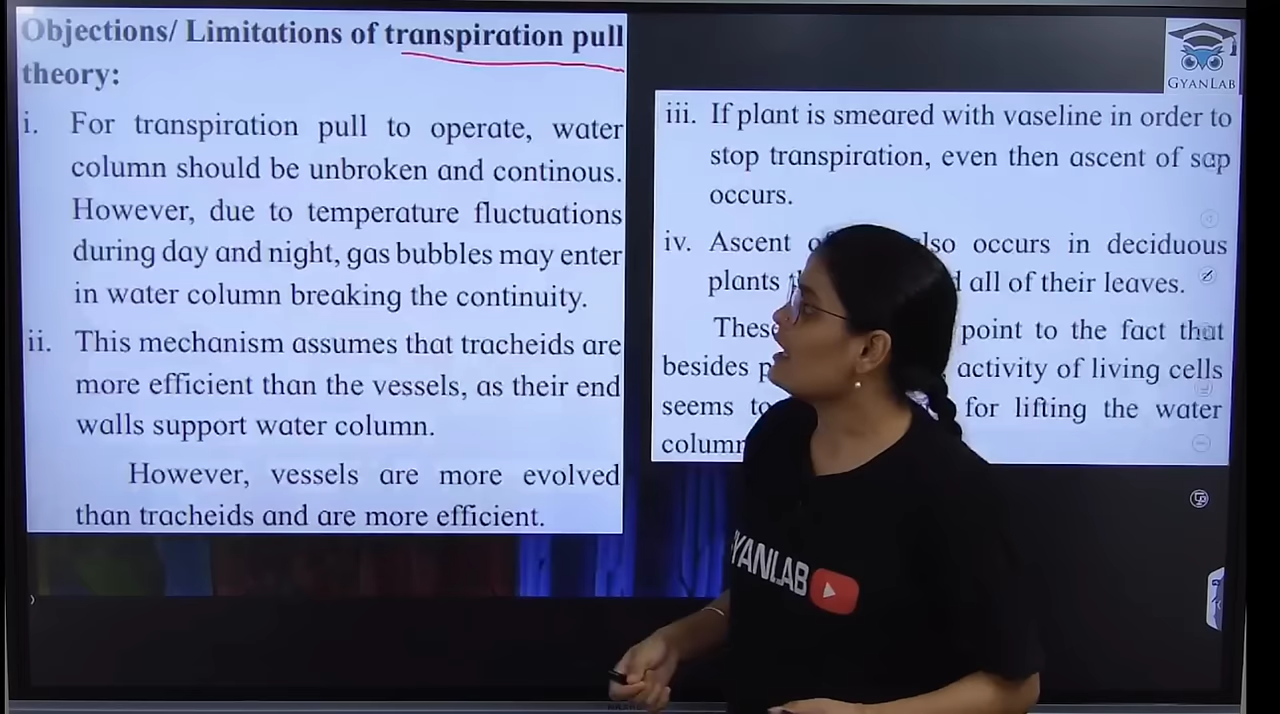 Objections/ Limitations of transpiration pull
theory:
i. For transpiration pull to operate, water
column should be unbroken and continous.
However, due to temperature fluctuations
during day and night, gas bubbles may enter
in water column breaking the continuity.
ii. This mechanism assumes that tracheids are
more efficient than the vessels, as their end
walls support water column.
However, vessels are more evolved
than tracheids and are more efficient.
GYANLAB
iii. If plant is smeared with vaseline in order to
stop transpiration, even then ascent of sap
occurs.
iv. Ascent also occurs in deciduous
plants all of their leaves.
These point to the fact that
besides activity of living cells
seems to for lifting the water
column
YANLAB